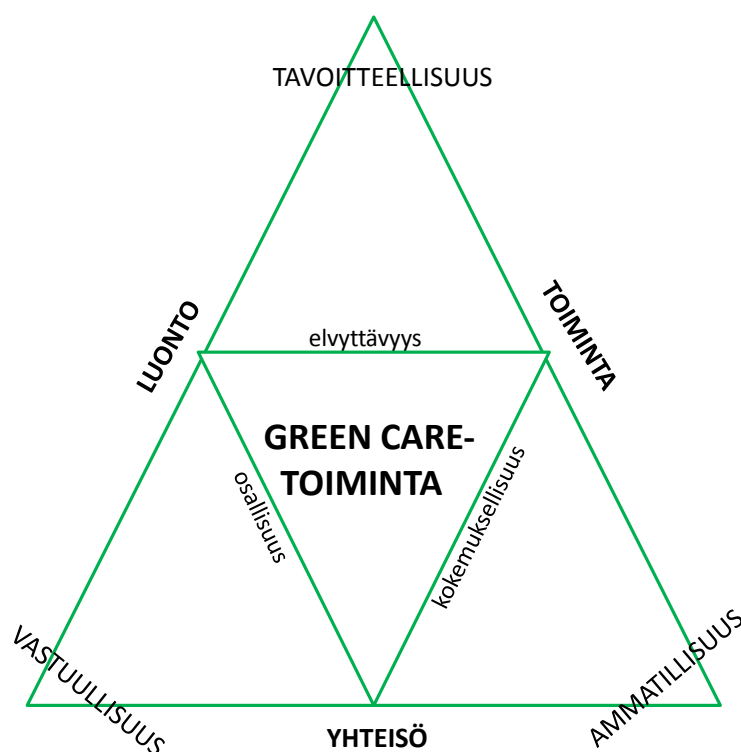 TAVOITTEELLISUUS
LUONTO
TOIMINTA
elvyttävyys
GREEN CARE-
TOIMINTA
osallisuus
kokemuksellisuus
VASTUULLISUUS
AMMATILLISUUS
YHTEISÖ